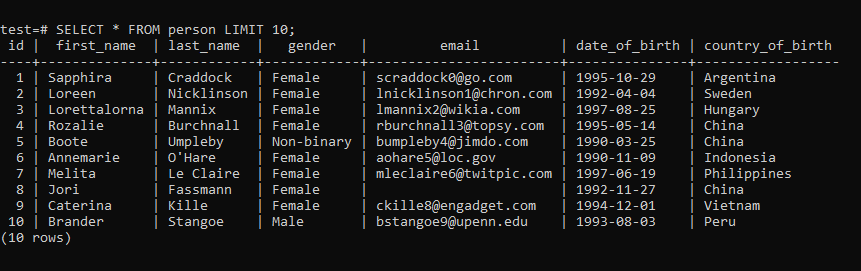 test=# SELECT * FROM person LIMIT 10;
 id | first_name  | last_name  |   gender   |         email          | date_of_birth | country_of_birth
----+-------------+------------+------------+------------------------+---------------+------------------
  1 | Sapphira    | Craddock   | Female     | scraddock0@go.com      | 1995-10-29    | Argentina
  2 | Loreen      | Nicklinson | Female     | lnicklinson1@chron.com | 1992-04-04    | Sweden
  3 | Lorettalorna | Mannix     | Female     | lmannix2@wikia.com     | 1997-08-25    | Hungary
  4 | Rozalie     | Burchnall  | Female     | rburchnall3@topsy.com  | 1995-05-14    | China
  5 | Boote       | Umpleby    | Non-binary | bumpleby4@jimdo.com    | 1990-03-25    | China
  6 | Annemarie   | O'Hare     | Female     | aohare5@loc.gov        | 1990-11-09    | Indonesia
  7 | Melita      | Le Claire  | Female     | mleclaire6@twitpic.com | 1997-06-19    | Philippines
  8 | Jori        | Fassmann   | Female     |                        | 1992-11-27    | China
  9 | Caterina    | Kille      | Female     | ckille8@engadget.com   | 1994-12-01    | Vietnam
 10 | Brander     | Stangoe    | Male       | bstangoe9@upenn.edu    | 1993-08-03    | Peru
(10 rows)